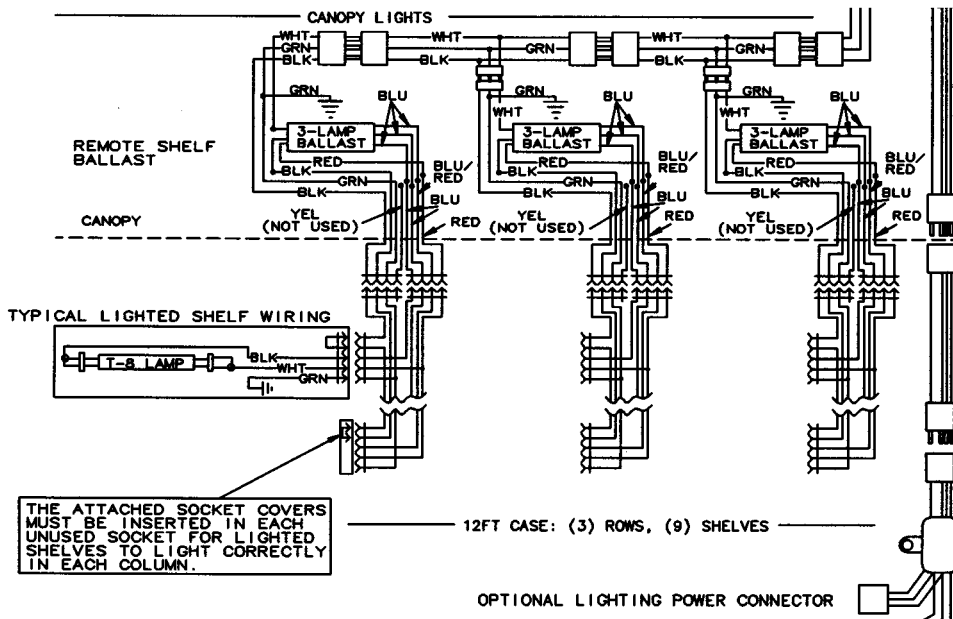 CANOPY LIGHTS
WHT
GRN
BLK
WHT
GRN
BLK
WHT
GRN
BLK
GRN
BLU
WHT
GRN
BLU
WHT
GRN
BLU
3-LAMP
BALLAST
3-LAMP
BALLAST
3-LAMP
BALLAST
REMOTE SHELF
BALLAST
RED
BLK
GRN
BLK
BLU/
RED
BLU
RED
YEL
(NOT USED)
RED
BLK
GRN
BLK
BLU/
RED
BLU
RED
YEL
(NOT USED)
RED
BLK
GRN
BLK
BLU/
RED
BLU
RED
YEL
(NOT USED)
CANOPY
TYPICAL LIGHTED SHELF WIRING
T-8 LAMP
BLK
WHT
GRN
THE ATTACHED SOCKET COVERS
MUST BE INSERTED IN EACH
UNUSED SOCKET FOR LIGHTED
SHELVES TO LIGHT CORRECTLY
IN EACH COLUMN.
12FT CASE: (3) ROWS, (9) SHELVES
OPTIONAL LIGHTING POWER CONNECTOR